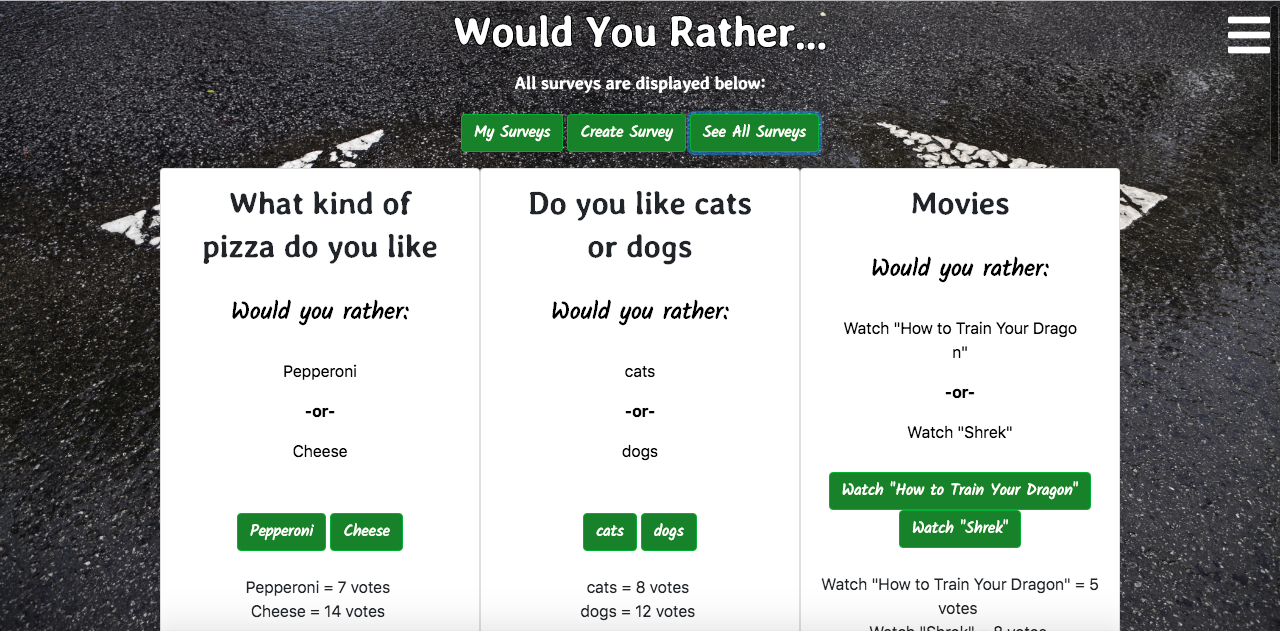 Would You Rather...
All surveys are displayed below:
My Surveys Create Survey See All Surveys
What kind of
pizza do you like
Would you rather:
Pepperoni
-or-
Cheese
Pepperoni Cheese
Pepperoni = 7 votes
Cheese = 14 votes
Do you like cats
or dogs
Would you rather:
cats
-or-
dogs
cats dogs
cats = 8 votes
dogs = 12 votes
Movies
Would you rather:
Watch "How to Train Your Drago
n"
-or-
Watch "Shrek"
Watch "How to Train Your Dragon"
Watch "Shrek"
Watch "How to Train Your Dragon" = 5
votes
Watch "Shrek" = 8 votes